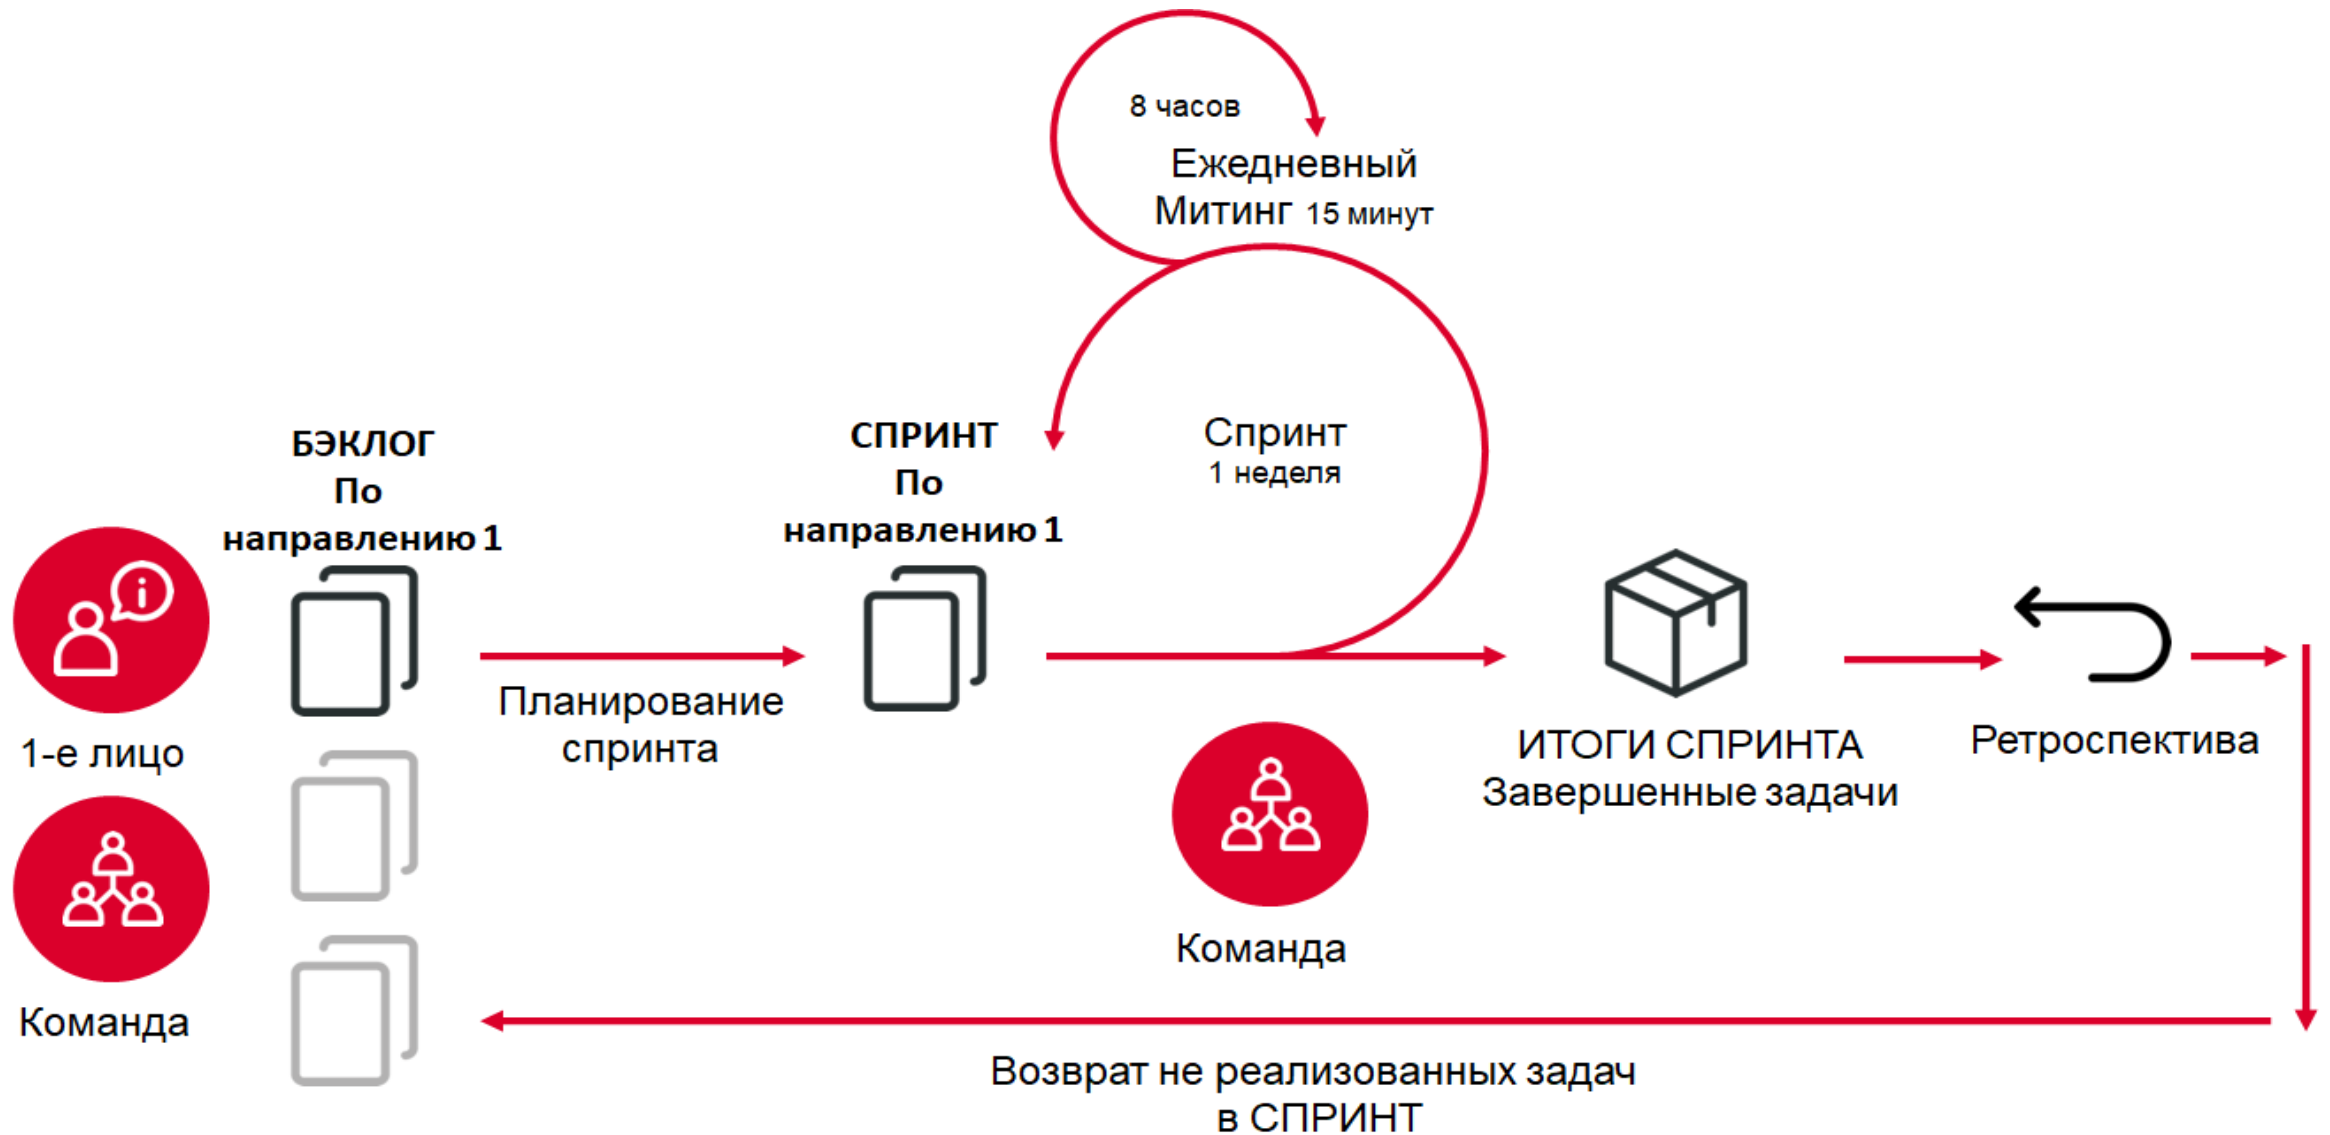 8 часов
Ежедневный
Митинг 15 минут
БЭКЛОГ
По
направлению 1
СПРИНТ
По
направлению 1
Спринт
1 неделя
1-е лицо
Планирование
спринта
ИТОГИ СПРИНТА
Завершенные задачи
Ретроспектива
Команда
Команда
Возврат не реализованных задач
в СПРИНТ